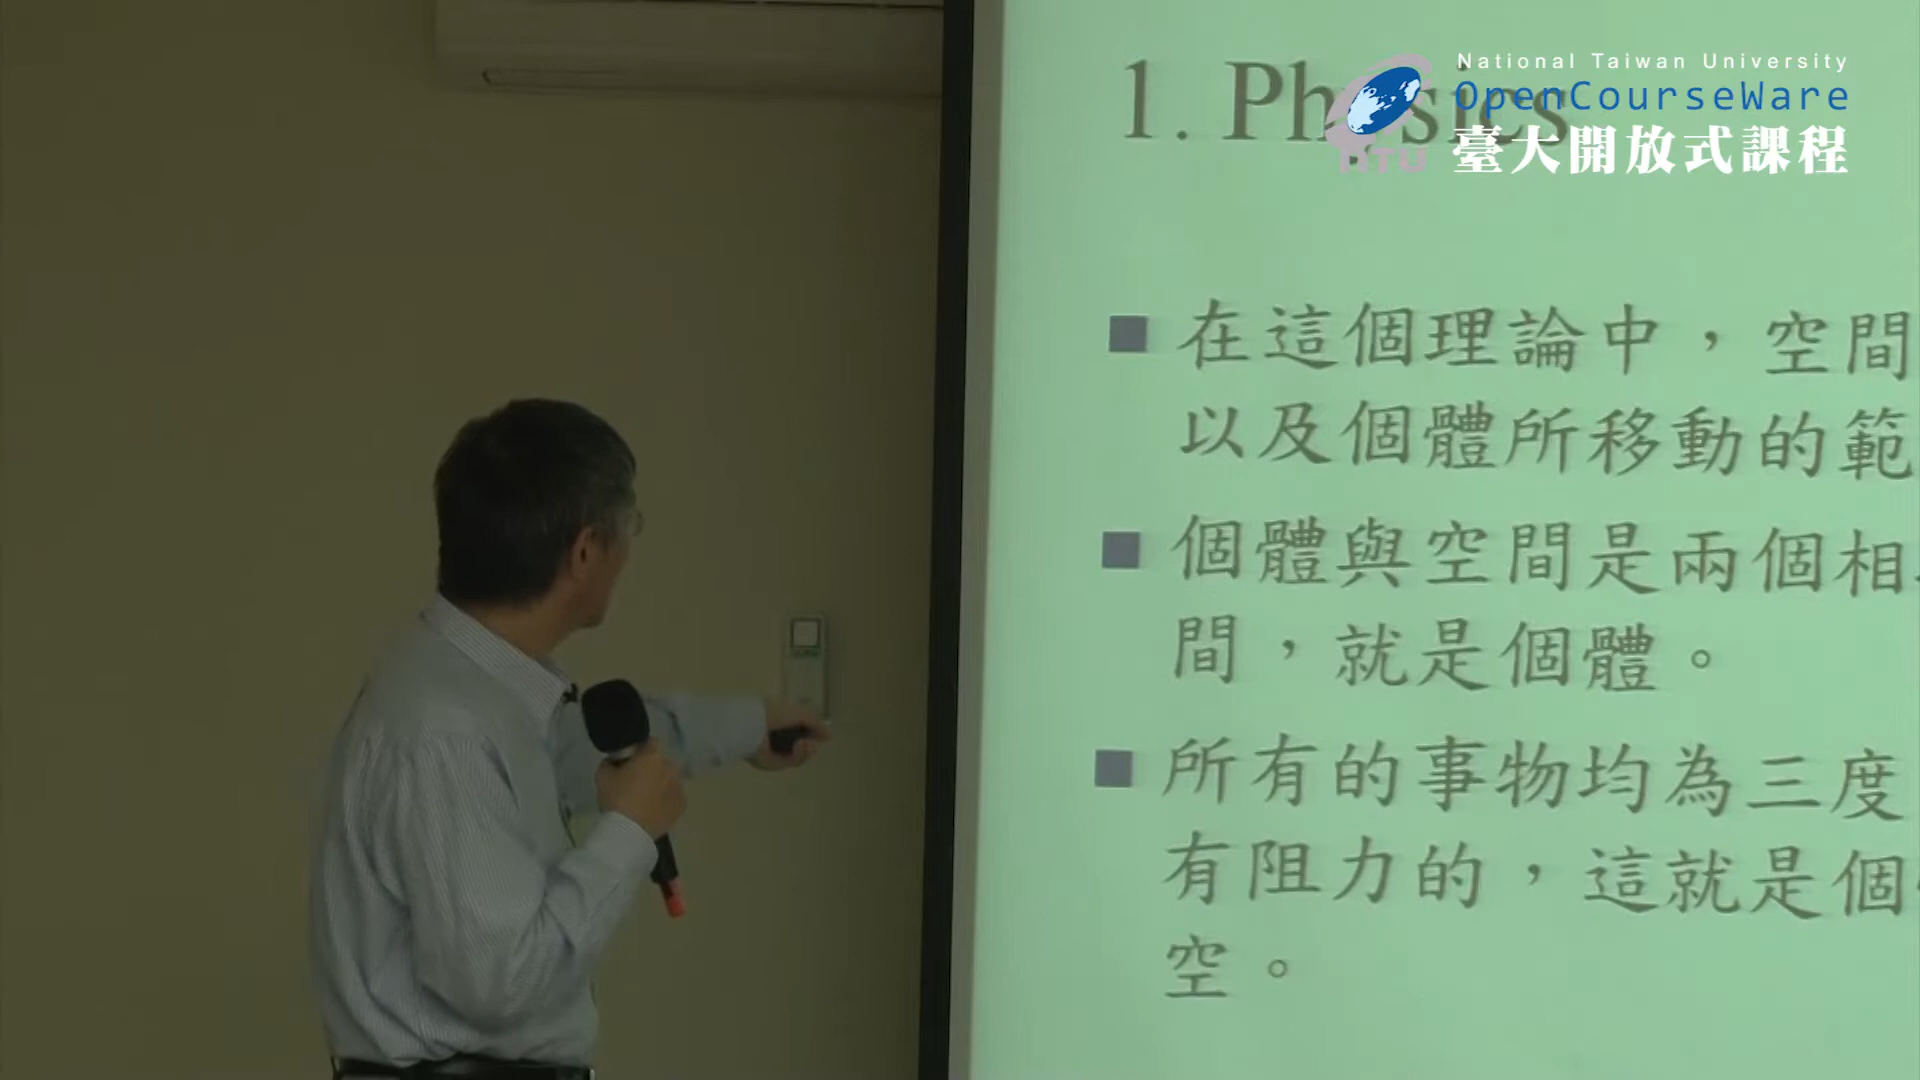 National Taiwan University
OpenCourseWare
臺大開放式課程
NTU
1. Physics
在這個理論中，空間
以及個體所移動的範
個體與空間是兩個相
間，就是個體。
所有的事物均為三度
有阻力的，這就是個
空。